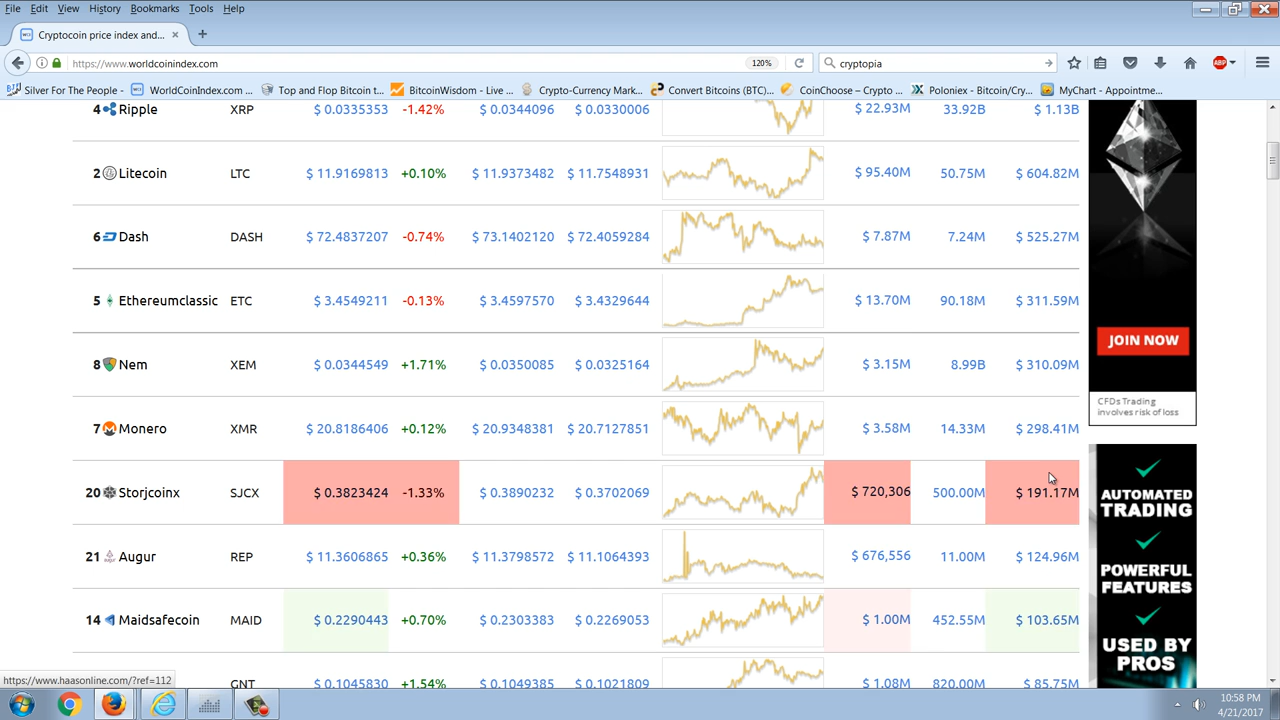 File Edit View History Bookmarks Tools Help
Cryptocoin price index and... × +
https://www.worldcoinindex.com 120% cryptopia ABP
Silver For The People - WorldCoinIndex.com ... Top and Flop Bitcoin t... BitcoinWisdom - Live ... Crypto-Currency Mark... Convert Bitcoins (BTC)... CoinChoose – Crypto ... Poloniex - Bitcoin/Cry... MyChart - Appointme...
4 Ripple XRP $ 0.0335353 -1.42% $ 0.0344096 $ 0.0330006 $ 22.93M 33.92B $ 1.13B
2 Litecoin LTC $ 11.9169813 +0.10% $ 11.9373482 $ 11.7548931 $ 95.40M 50.75M $ 604.82M
6 Dash DASH $ 72.4837207 -0.74% $ 73.1402120 $ 72.4059284 $ 7.87M 7.24M $ 525.27M
5 Ethereumclassic ETC $ 3.4549211 -0.13% $ 3.4597570 $ 3.4329644 $ 13.70M 90.18M $ 311.59M
8 Nem XEM $ 0.0344549 +1.71% $ 0.0350085 $ 0.0325164 $ 3.15M 8.99B $ 310.09M
7 Monero XMR $ 20.8186406 +0.12% $ 20.9348381 $ 20.7127851 $ 3.58M 14.33M $ 298.41M
20 Storjcoinx SJCX $ 0.3823424 -1.33% $ 0.3890232 $ 0.3702069 $ 720,306 500.00M $ 191.17M
21 Augur REP $ 11.3606865 +0.36% $ 11.3798572 $ 11.1064393 $ 676,556 11.00M $ 124.96M
14 Maidsafecoin MAID $ 0.2290443 +0.70% $ 0.2303383 $ 0.2269053 $ 1.00M 452.55M $ 103.65M
GNT $ 0.1045830 +1.54% $ 0.1049385 $ 0.1021809 $ 1.08M 820.00M $ 85.75M
JOIN NOW
CFDs Trading
involves risk of loss
AUTOMATED
TRADING
POWERFUL
FEATURES
USED BY
PROS
https://www.haasonline.com/?ref=112
10:58 PM
4/21/2017